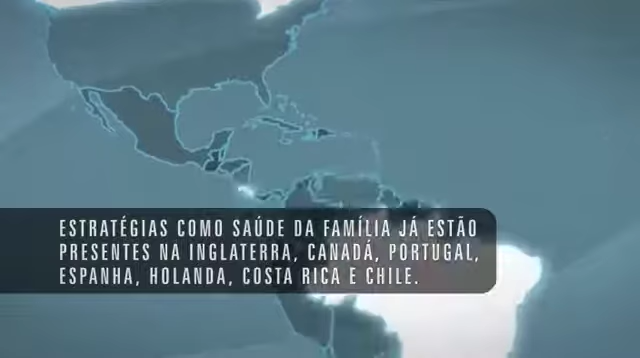 ESTRATÉGIAS COMO SAÚDE DA FAMÍLIA JÁ ESTÃO
PRESENTES NA INGLATERRA, CANADÁ, PORTUGAL,
ESPANHA, HOLANDA, COSTA RICA E CHILE.